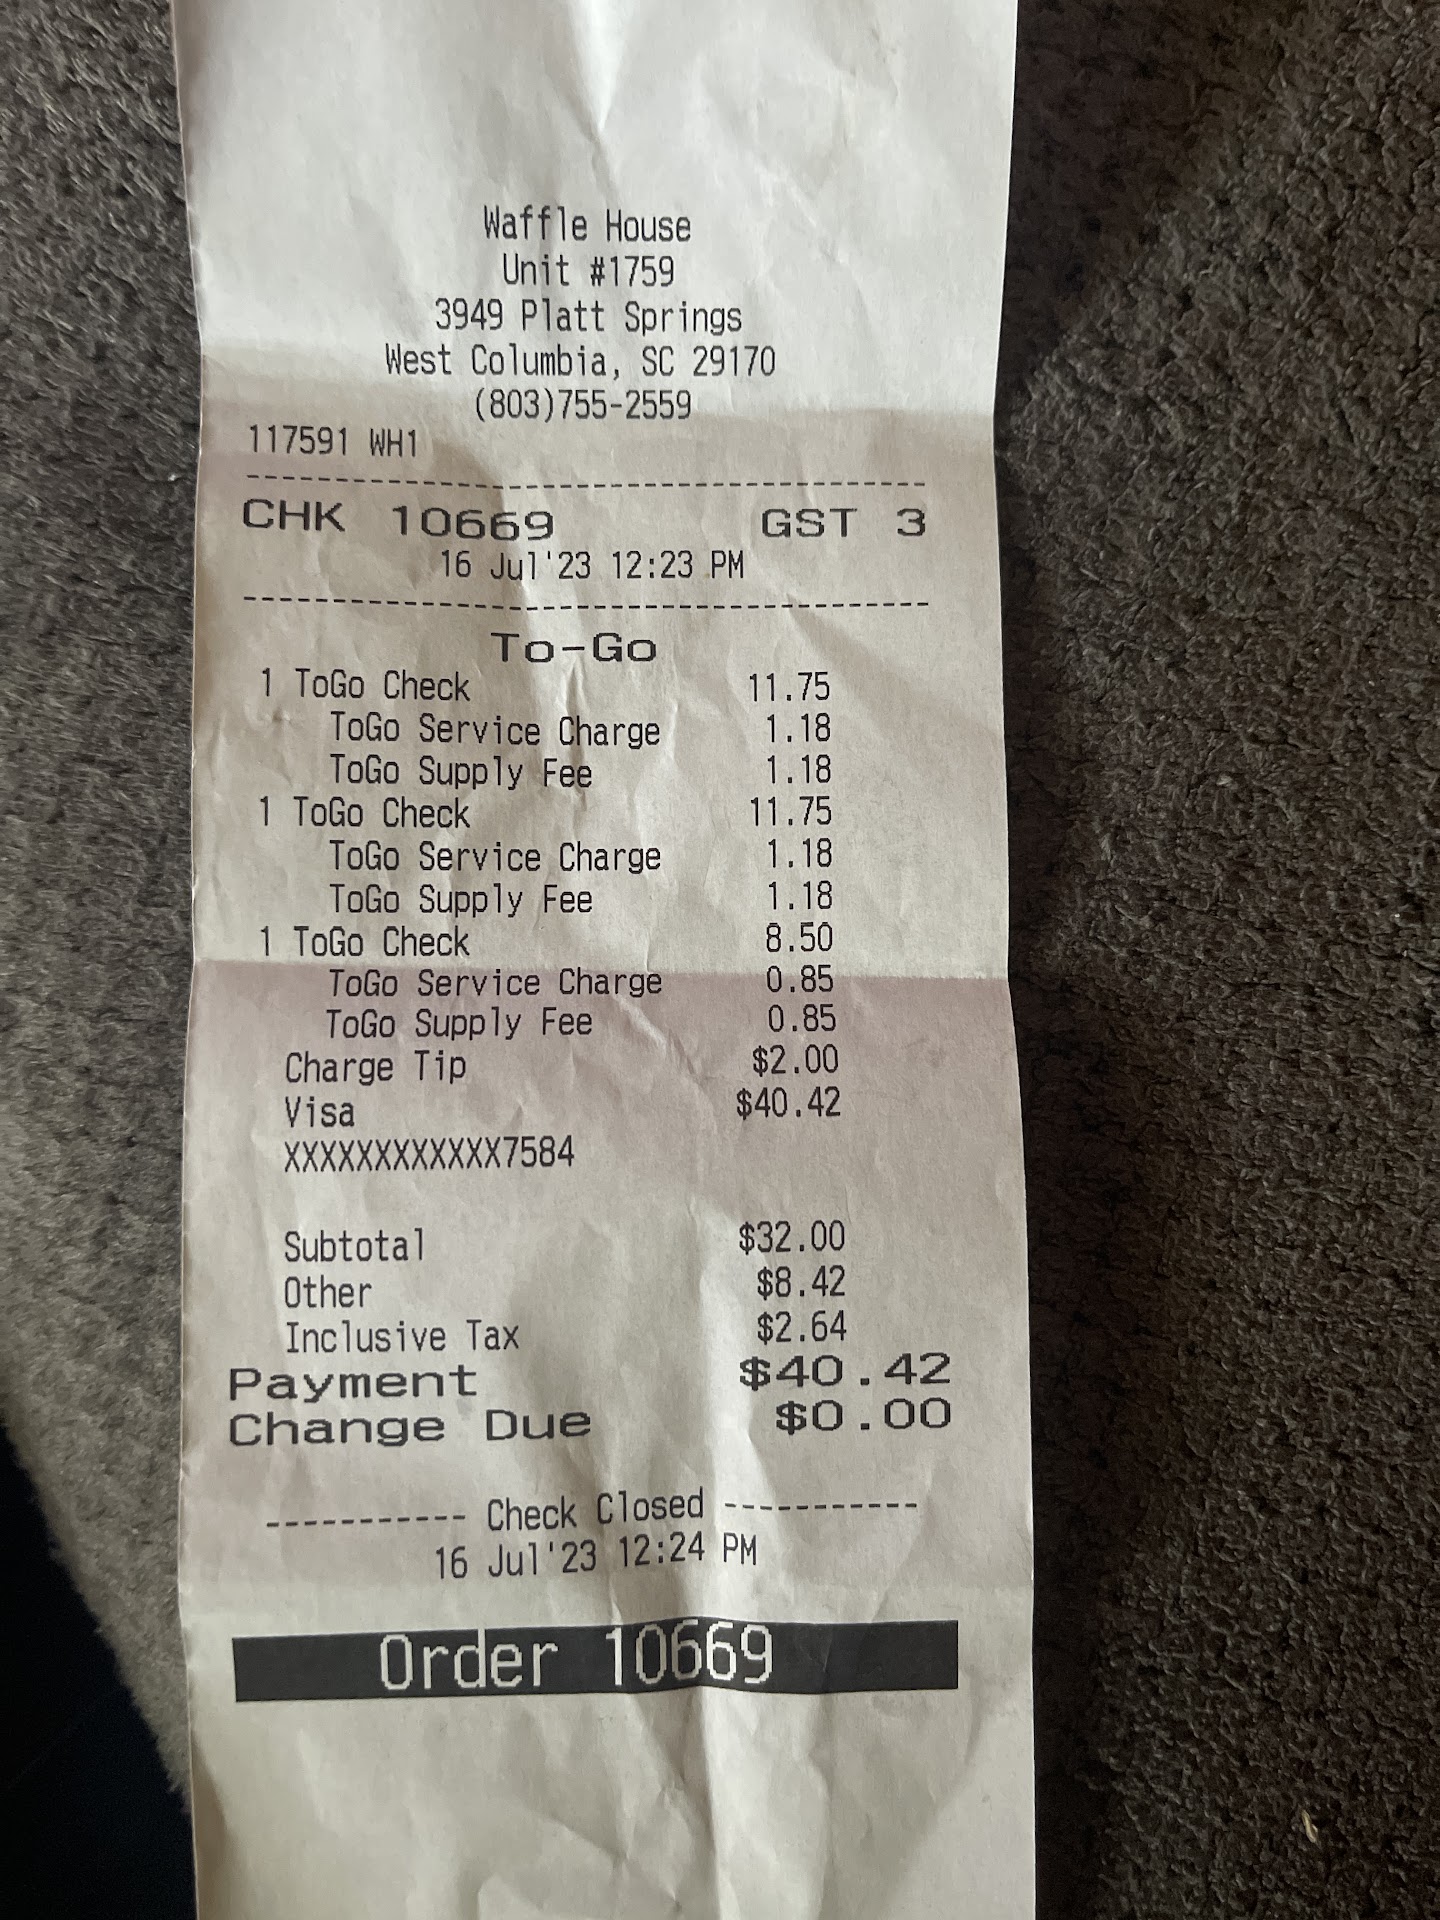 Waffle House
Unit #1759
3949 Platt Springs
West Columbia, SC 29170
(803)755-2559
117591 WH1
----------------------------------------
CHK 10669 GST 3
16 Jul'23 12:23 PM
----------------------------------------
To-Go
1 ToGo Check 11.75
ToGo Service Charge 1.18
ToGo Supply Fee 1.18
1 ToGo Check 11.75
ToGo Service Charge 1.18
ToGo Supply Fee 1.18
1 ToGo Check 8.50
ToGo Service Charge 0.85
ToGo Supply Fee 0.85
Charge Tip $2.00
Visa $40.42
XXXXXXXXXXXX7584
Subtotal $32.00
Other $8.42
Inclusive Tax $2.64
Payment $40.42
Change Due $0.00
----------- Check Closed -----------
16 Jul'23 12:24 PM
Order 10669